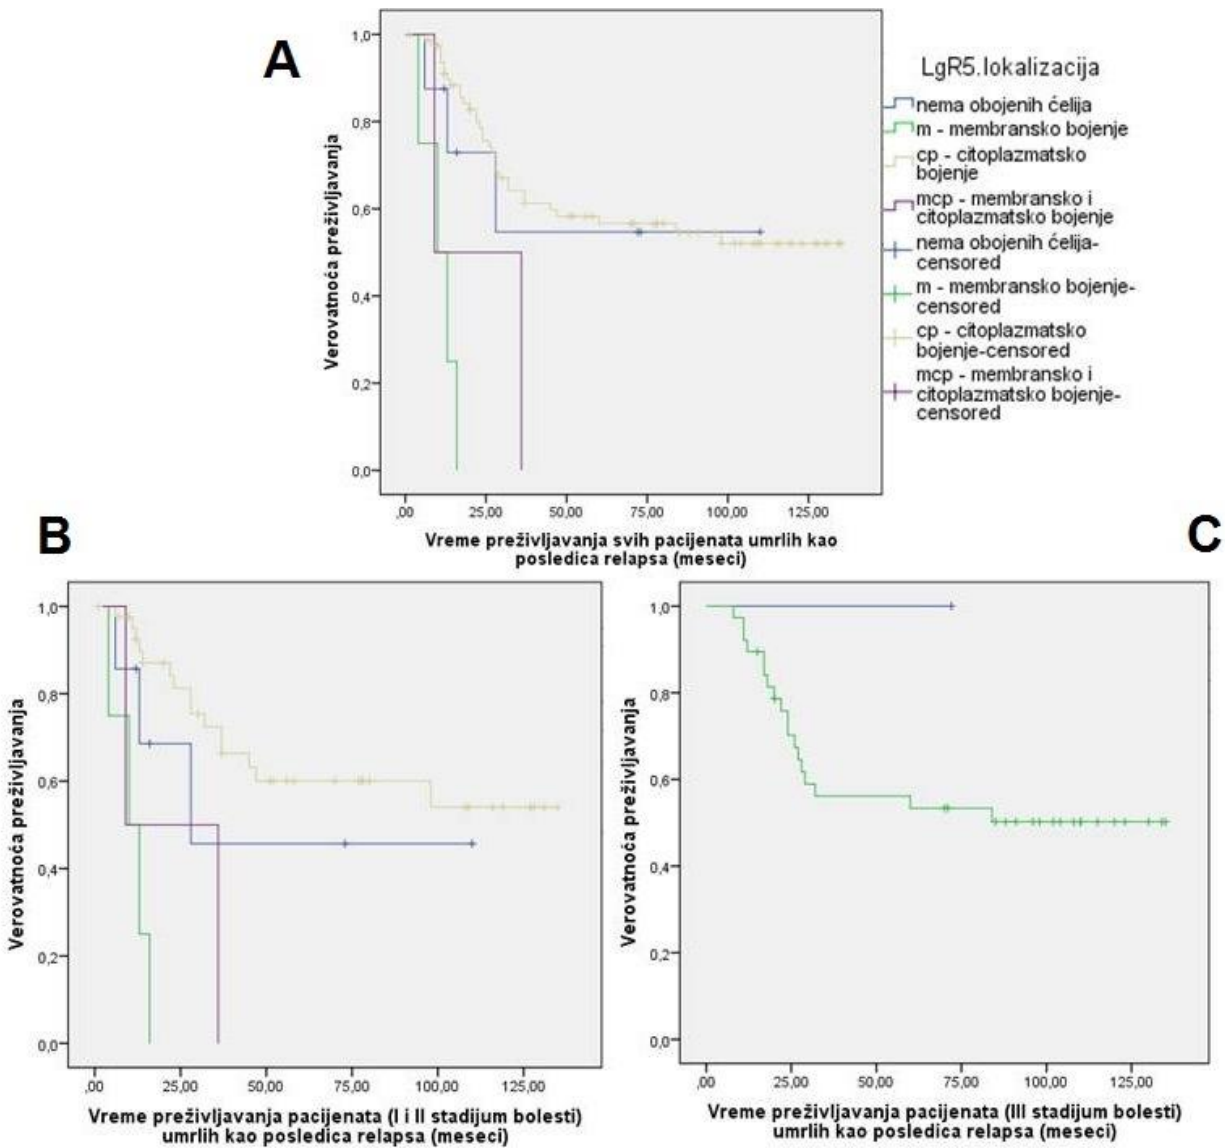 A
LgR5.lokalizacija
nema obojenih ćelija
m - membransko bojenje
cp - citoplazmatsko
bojenje
mcp - membransko i
citoplazmatsko bojenje
nema obojenih ćelija-
censored
m - membransko bojenje-
censored
cp - citoplazmatsko
bojenje-censored
mcp - membransko i
citoplazmatsko bojenje-
censored
Verovatnoća preživljavanja
1,0
0,8
0,6
0,4
0,2
0,0
,00 25,00 50,00 75,00 100,00 125,00
Vreme preživljavanja svih pacijenata umrlih kao
posledica relapsa (meseci)
B
Verovatnoća preživljavanja
1,0
0,8
0,6
0,4
0,2
0,0
,00 25,00 50,00 75,00 100,00 125,00
Vreme preživljavanja pacijenata (I i II stadijum bolesti)
umrlih kao posledica relapsa (meseci)
C
Verovatnoća preživljavanja
1,0
0,8
0,6
0,4
0,2
0,0
,00 25,00 50,00 75,00 100,00 125,00
Vreme preživljavanja pacijenata (III stadijum bolesti)
umrlih kao posledica relapsa (meseci)